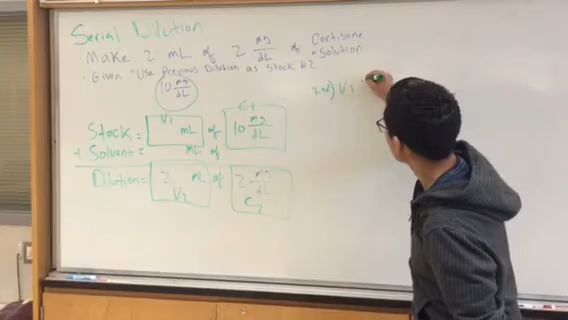 Serial Dilution
· Make 2 mL of 2 mg/dL of Cortisone Solution
· Given "Use Previous Dilution as Stock #2
10 mg/dL
V1 C1
Stock = mL of 10 mg/dL
+ Solvent = mL of
Dilution = 2 mL of 2 mg/dL
V2 C2
2nd) V1